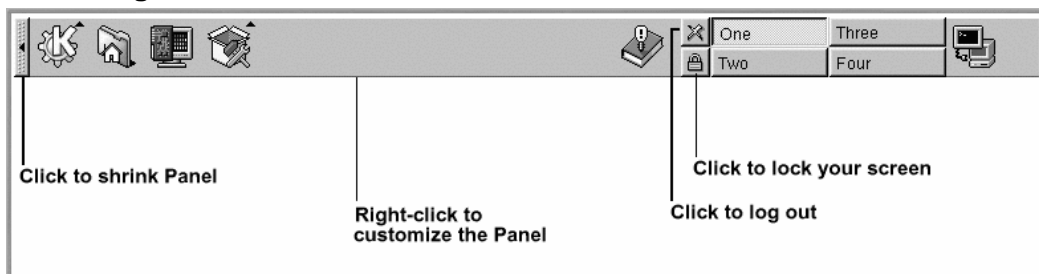 One
Three
Two
Four
Click to shrink Panel
Click to lock your screen
Right-click to
customize the Panel
Click to log out